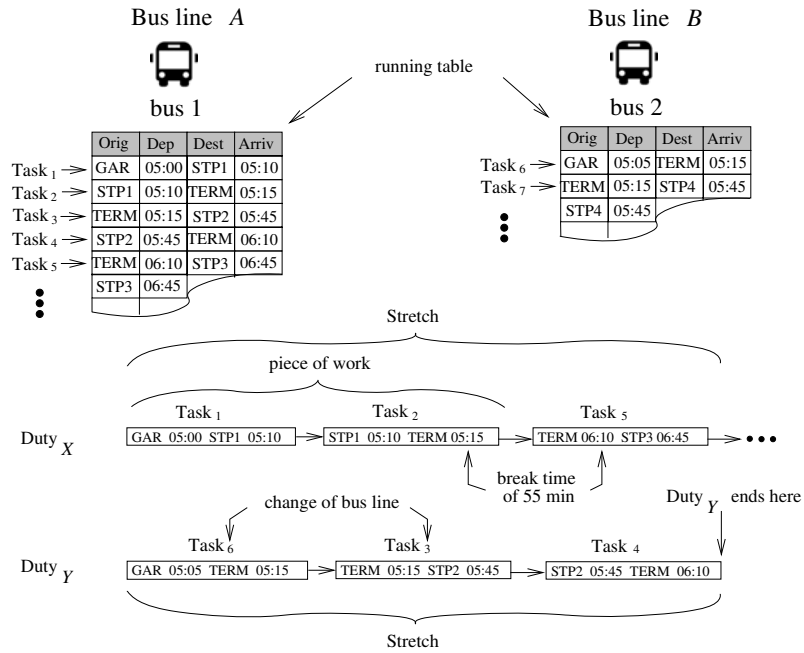 Bus line A
Bus line B
running table
bus 1
bus 2
Orig Dep Dest Arriv
Task 1 GAR 05:00 STP1 05:10
Task 2 STP1 05:10 TERM 05:15
Task 3 TERM 05:15 STP2 05:45
Task 4 STP2 05:45 TERM 06:10
Task 5 TERM 06:10 STP3 06:45
STP3 06:45
Orig Dep Dest Arriv
Task 6 GAR 05:05 TERM 05:15
Task 7 TERM 05:15 STP4 05:45
STP4 05:45
Stretch
piece of work
Task 1 Task 2 Task 5
Duty X GAR 05:00 STP1 05:10 STP1 05:10 TERM 05:15 TERM 06:10 STP3 06:45
break time
of 55 min
change of bus line
Duty Y ends here
Task 6 Task 3 Task 4
Duty Y GAR 05:05 TERM 05:15 TERM 05:15 STP2 05:45 STP2 05:45 TERM 06:10
Stretch